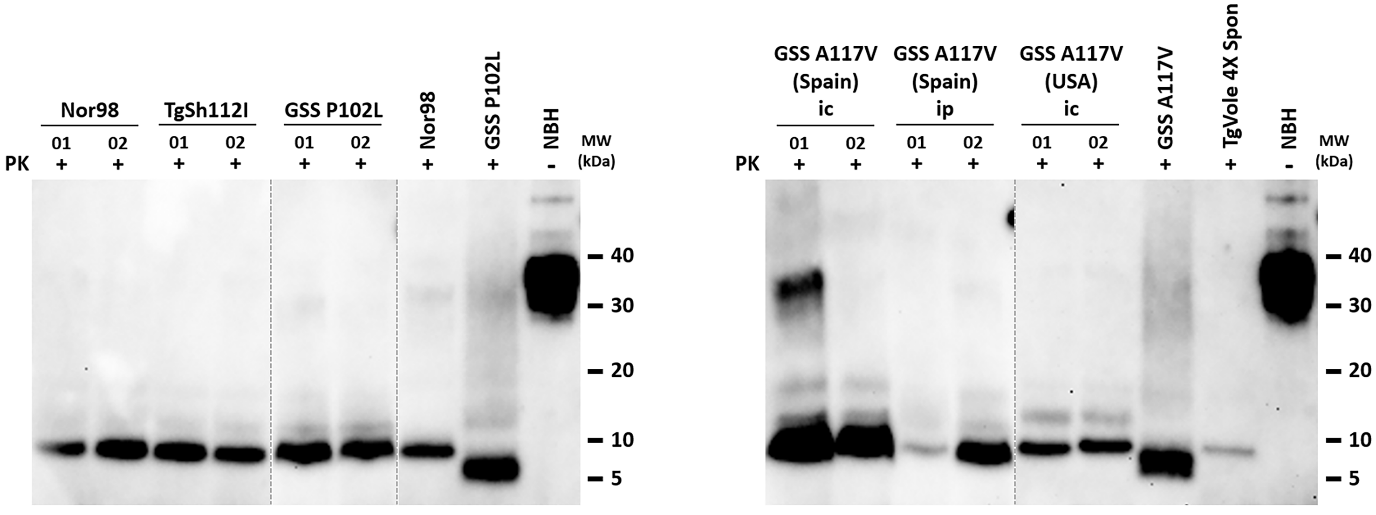 Nor98 TgSh112I GSS P102L Nor98 GSS P102L NBH
01 02 01 02 01 02 MW
PK + + + + + + + + - (kDa)
40
30
20
10
5
GSS A117V GSS A117V GSS A117V GSS A117V TgVole 4X Spon NBH
(Spain) (Spain) (USA)
ic ip ic
01 02 01 02 01 02 MW
PK + + + + + + + + - (kDa)
40
30
20
10
5